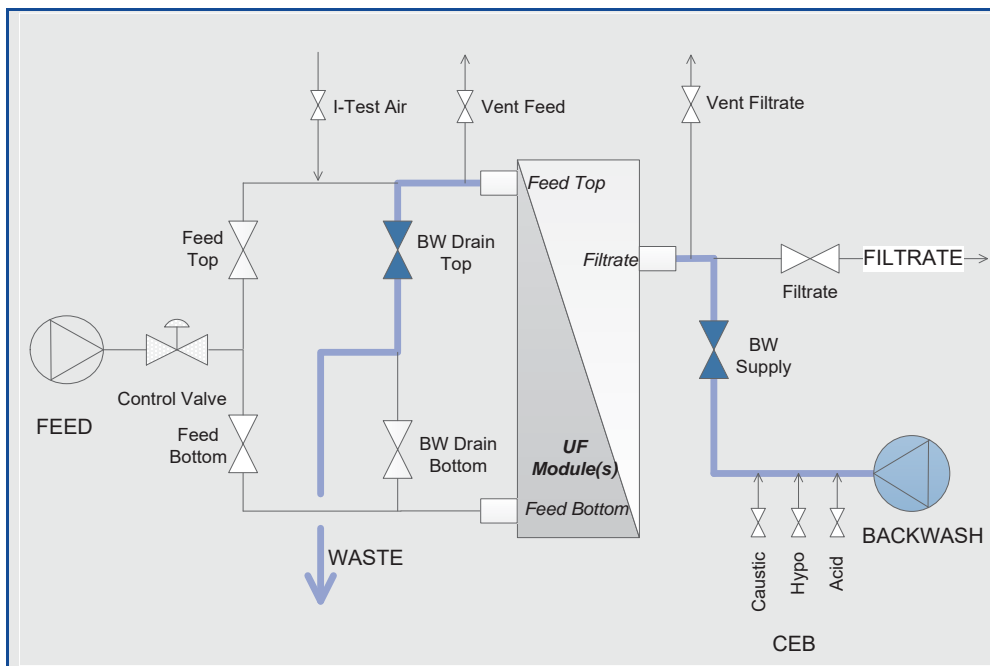 I-Test Air
Vent Feed
Vent Filtrate
Feed Top
Feed
Top
BW Drain
Top
Filtrate
FILTRATE
Filtrate
BW
Supply
Control Valve
FEED
Feed
Bottom
BW Drain
Bottom
UF
Module(s)
Feed Bottom
BACKWASH
WASTE
Caustic
Hypo
Acid
CEB